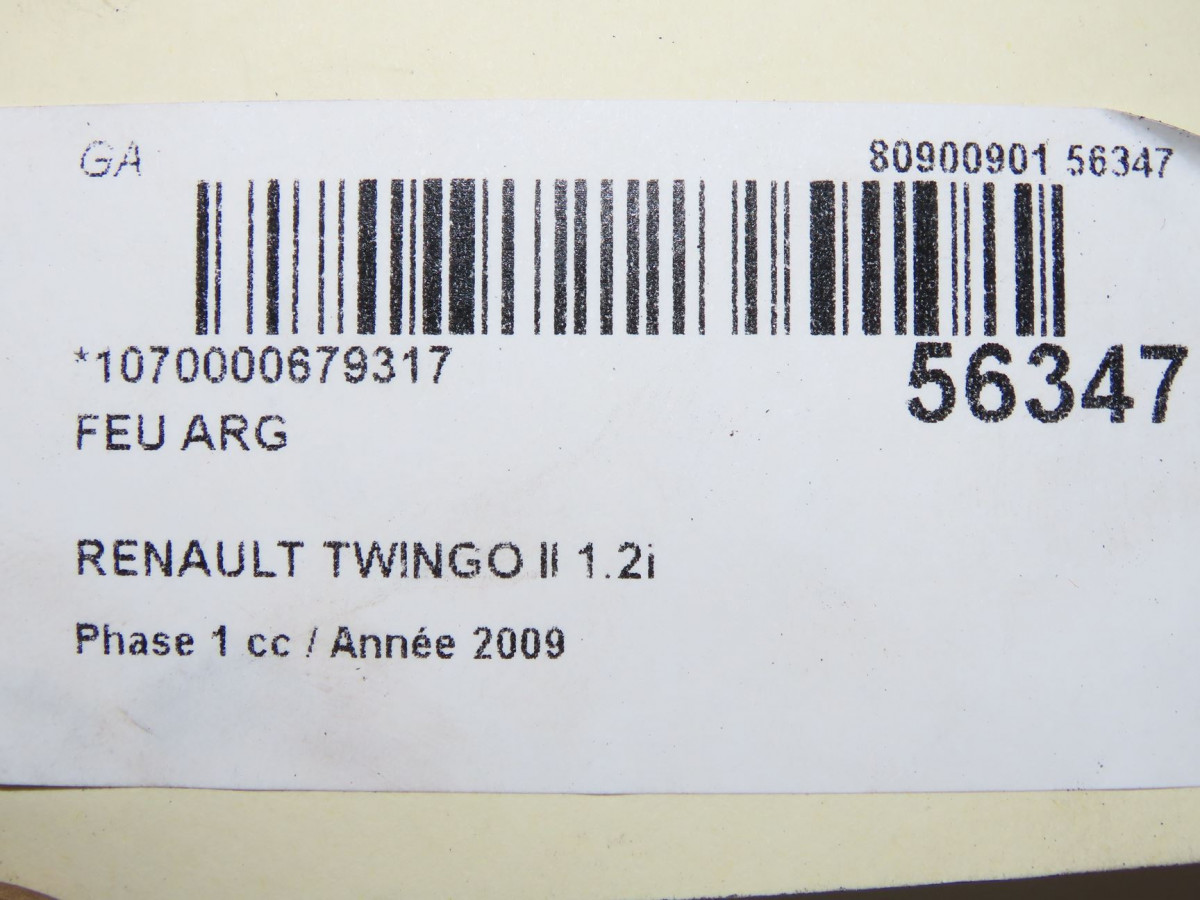 GA 80900901 56347
*1070000679317 56347
FEU ARG
RENAULT TWINGO II 1.2i
Phase 1 cc / Année 2009